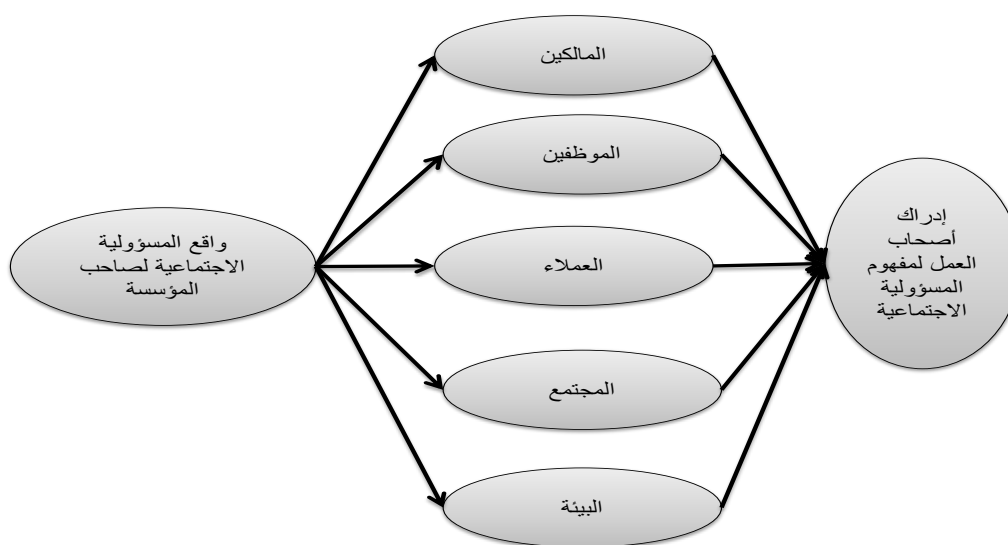 المالكين
الموظفين
واقع المسؤولية
الاجتماعية لصاحب
المؤسسة
العملاء
إدراك
أصحاب
العمل لمفهوم
المسؤولية
الاجتماعية
المجتمع
البيئة